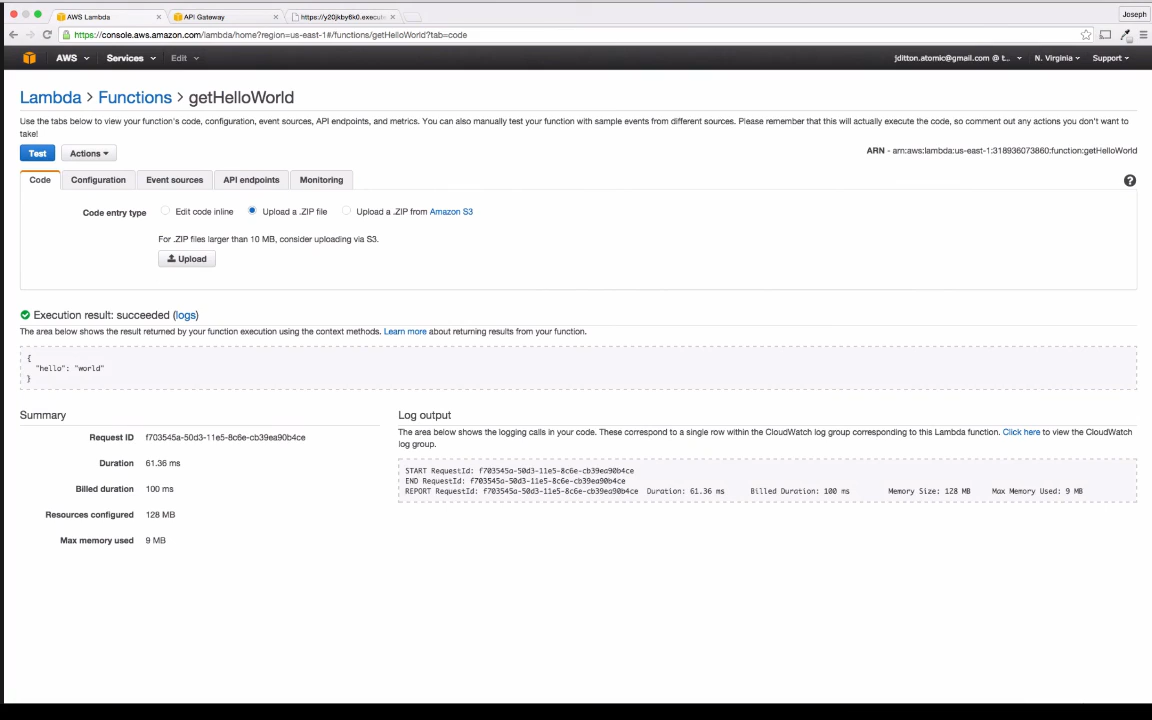 AWS Lambda
API Gateway
https://y20jkby6k0.execute
Joseph
https://console.aws.amazon.com/lambda/home?region=us-east-1#/functions/getHelloWorld?tab=code
AWS Services Edit
jditton.atomic@gmail.com @ t... N. Virginia Support
Lambda > Functions > getHelloWorld
Use the tabs below to view your function's code, configuration, event sources, API endpoints, and metrics. You can also manually test your function with sample events from different sources. Please remember that this will actually execute the code, so comment out any actions you don't want to
take!
Test Actions
ARN - arn:aws:lambda:us-east-1:318936073860:function:getHelloWorld
Code Configuration Event sources API endpoints Monitoring
Code entry type Edit code inline Upload a .ZIP file Upload a .ZIP from Amazon S3
For .ZIP files larger than 10 MB, consider uploading via S3.
Upload
Execution result: succeeded (logs)
The area below shows the result returned by your function execution using the context methods. Learn more about returning results from your function.
{
"hello": "world"
}
Summary
Request ID f703545a-50d3-11e5-8c6e-cb39ea90b4ce
Duration 61.36 ms
Billed duration 100 ms
Resources configured 128 MB
Max memory used 9 MB
Log output
The area below shows the logging calls in your code. These correspond to a single row within the CloudWatch log group corresponding to this Lambda function. Click here to view the CloudWatch
log group.
START RequestId: f703545a-50d3-11e5-8c6e-cb39ea90b4ce
END RequestId: f703545a-50d3-11e5-8c6e-cb39ea90b4ce
REPORT RequestId: f703545a-50d3-11e5-8c6e-cb39ea90b4ce Duration: 61.36 ms Billed Duration: 100 ms Memory Size: 128 MB Max Memory Used: 9 MB